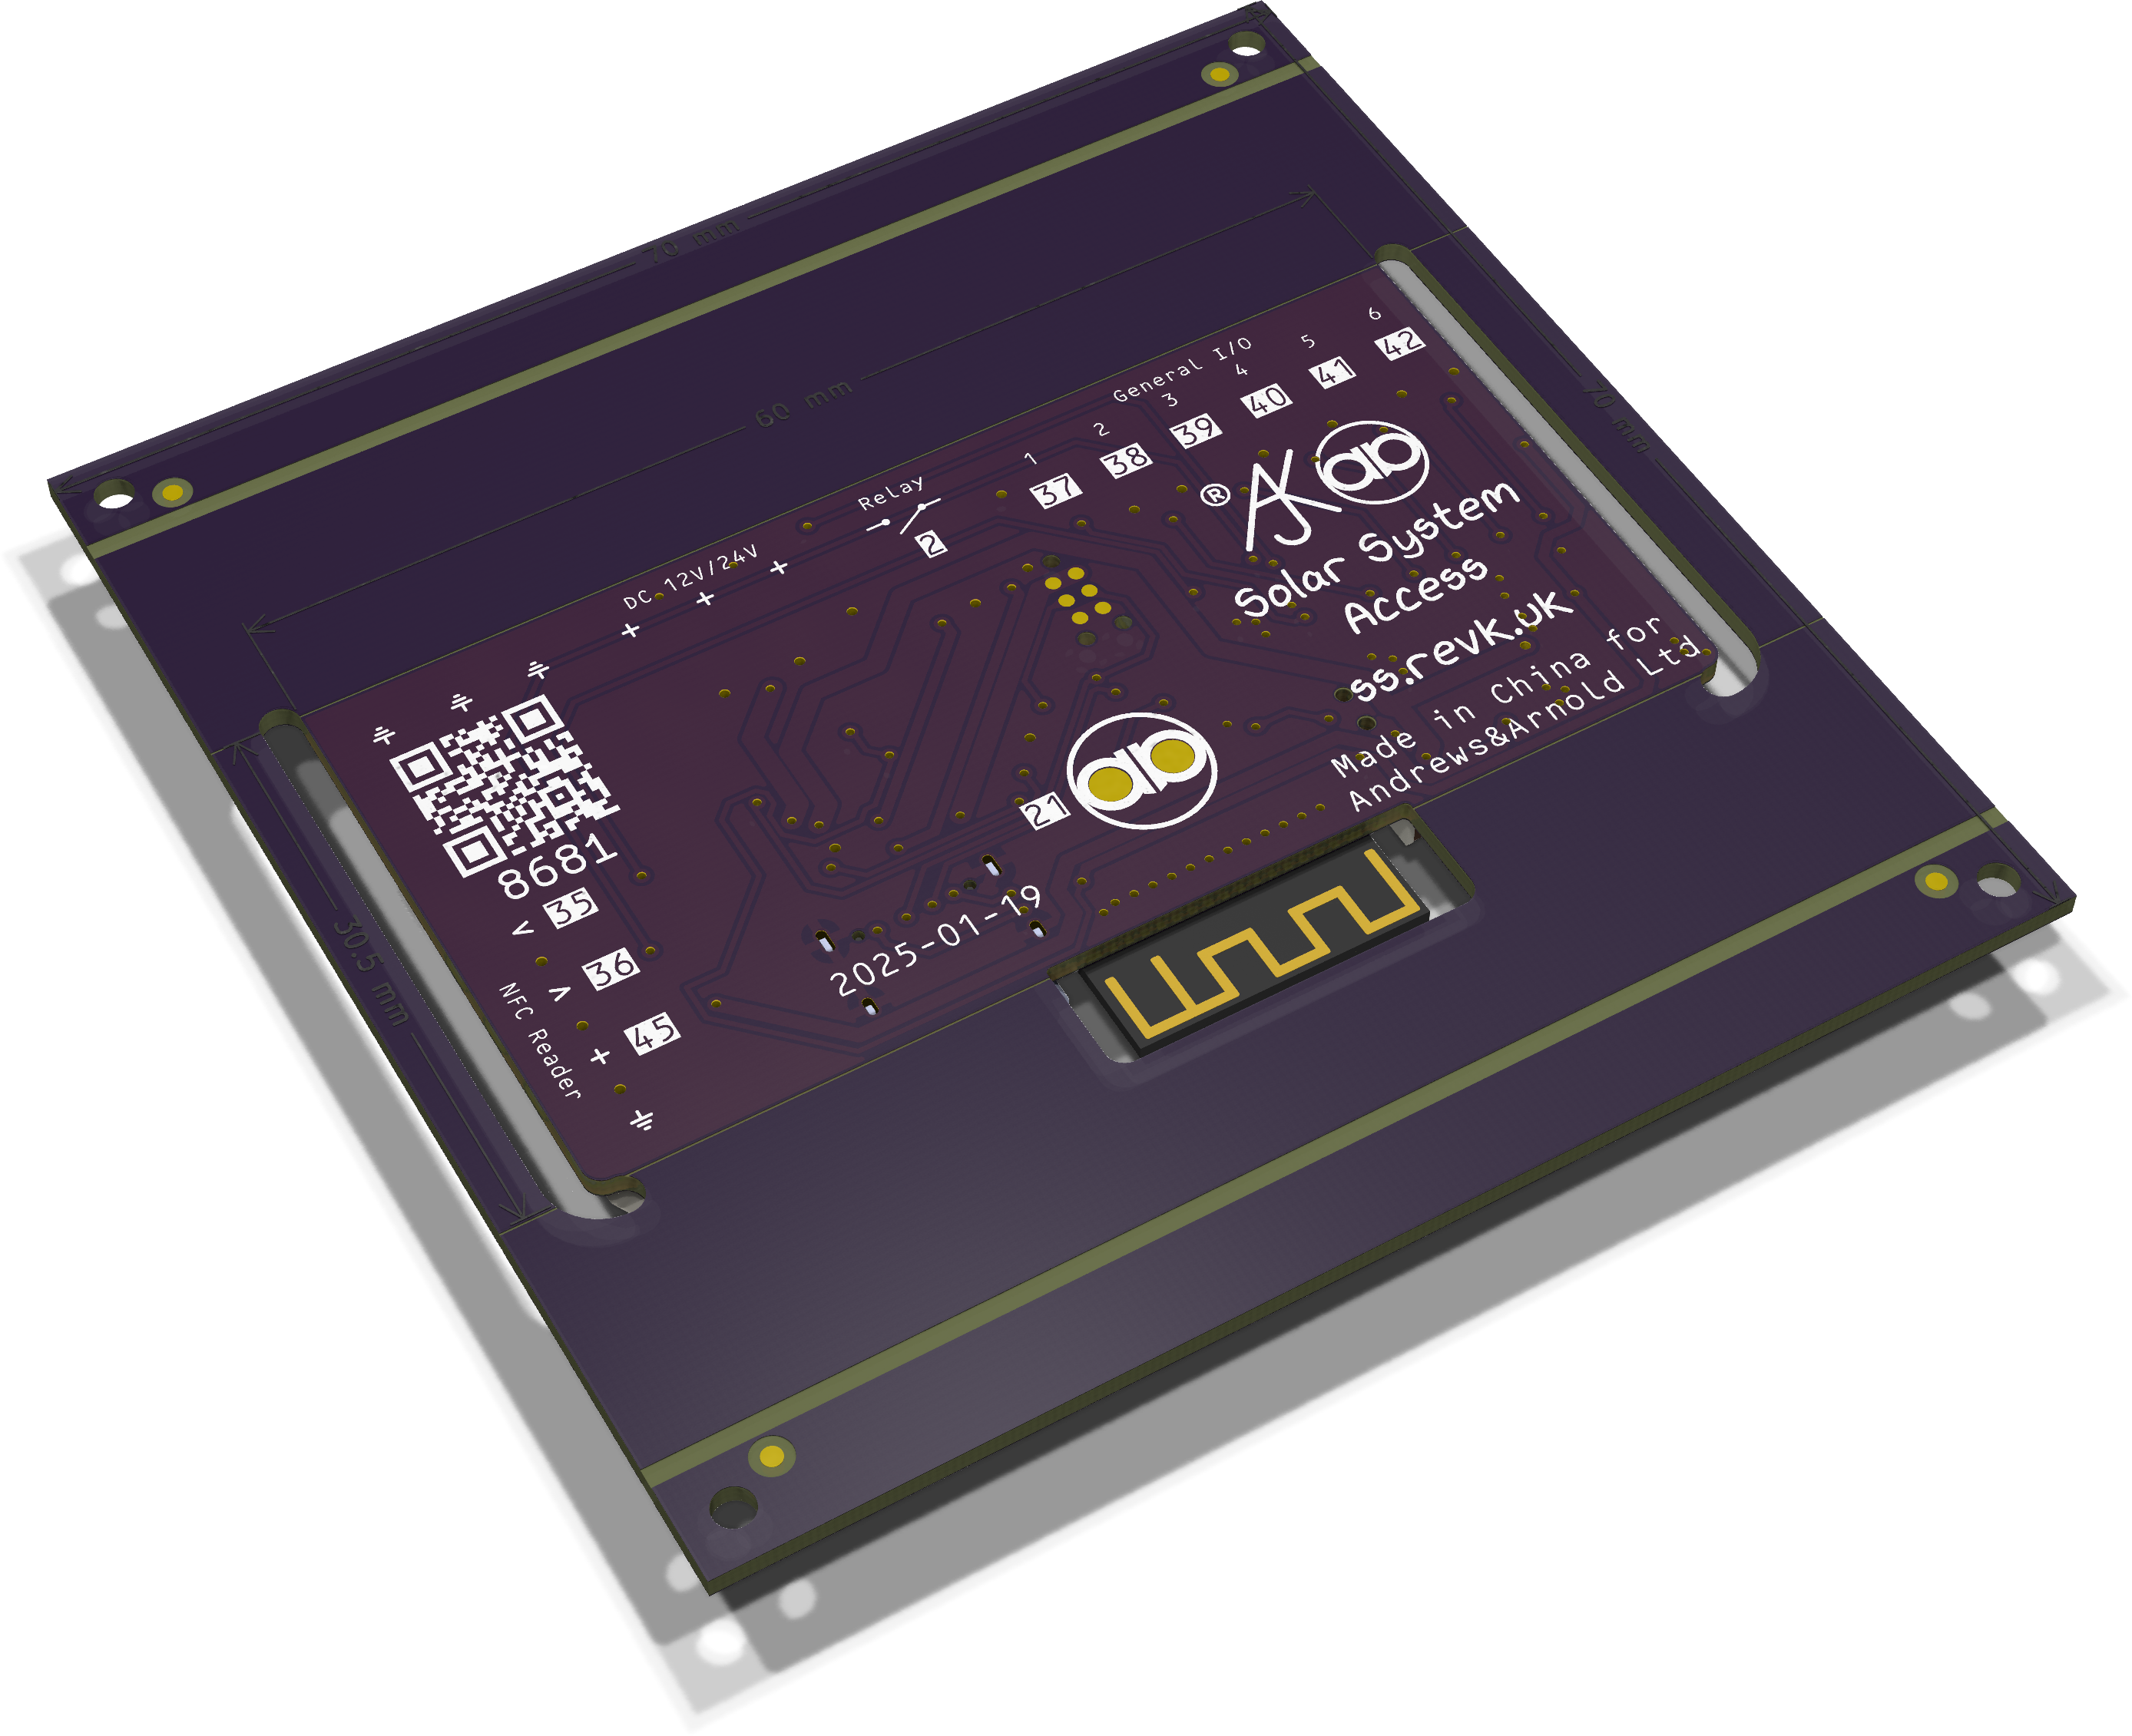 70 mm
60 mm
70 mm
30.5 mm
General I/O
1 2 3 4 5 6
37 38 39 40 41 42
Relay
2
DC 12V/24V
+ + +
® AJK
Solar System
Access
ss.revk.uk
Made in China for
Andrews&Arnold Ltd
21
8681
< 35
> 36
+ 45
NFC Reader
2025-01-19